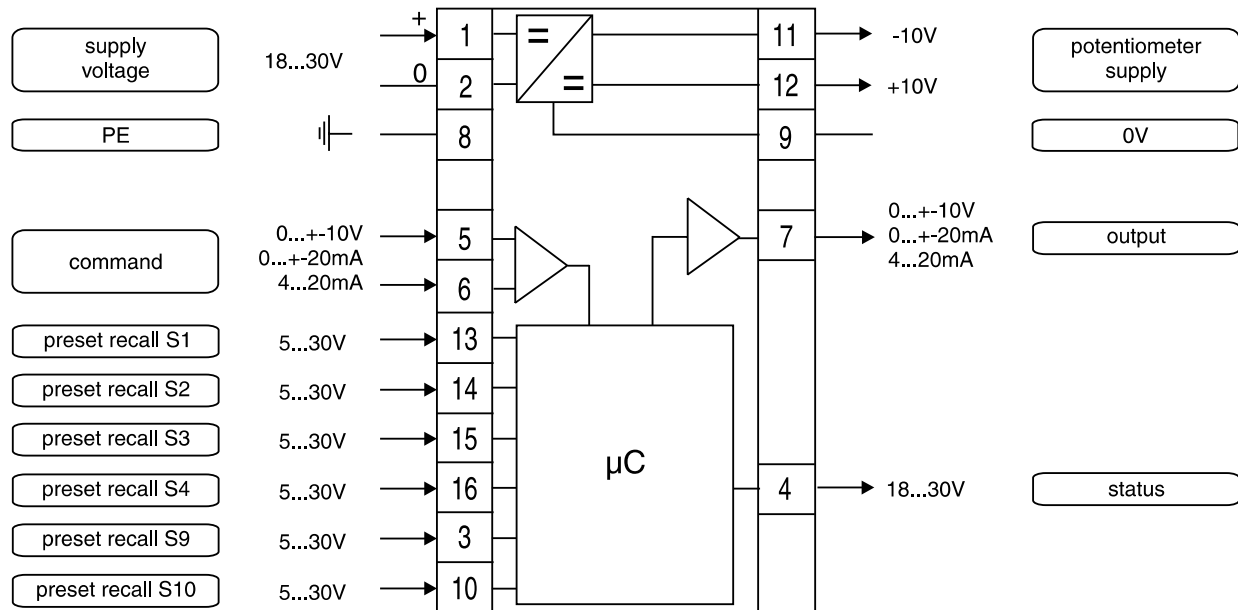 supply
voltage
18...30V
+
1
0
2
=
=
11
-10V
12
+10V
potentiometer
supply
PE
8
9
0V
command
0...+-10V
0...+-20mA
4...20mA
5
6
7
0...+-10V
0...+-20mA
4...20mA
output
preset recall S1
5...30V
13
preset recall S2
5...30V
14
preset recall S3
5...30V
15
µC
preset recall S4
5...30V
16
4
18...30V
status
preset recall S9
5...30V
3
preset recall S10
5...30V
10